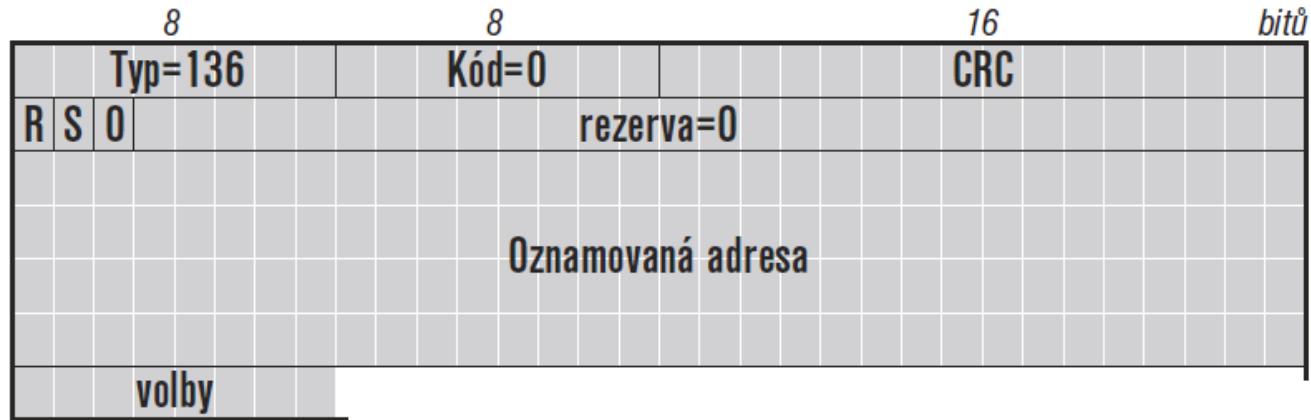 8 8 16 bitů
Typ=136 Kód=0 CRC
R S O rezerva=0
Oznamovaná adresa
volby